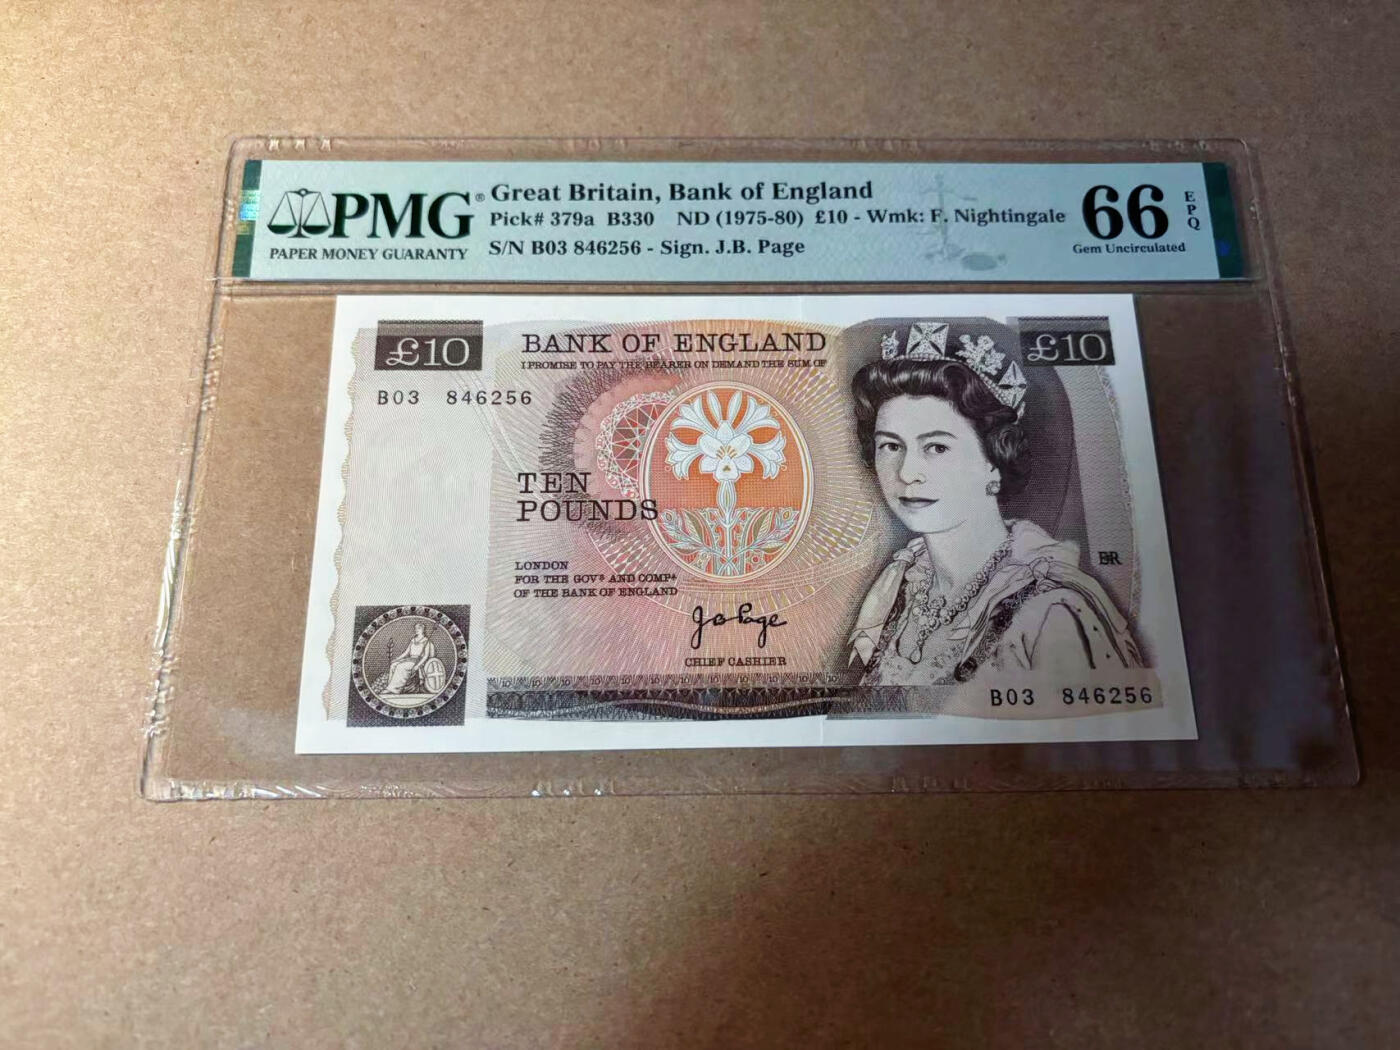 PMG®
PAPER MONEY GUARANTY
Great Britain, Bank of England
Pick# 379a B330 ND (1975-80) £10 - Wmk: F. Nightingale
S/N B03 846256 - Sign. J.B. Page
66
EPQ
Gem Uncirculated
£10
BANK OF ENGLAND
£10
I PROMISE TO PAY THE BEARER ON DEMAND THE SUM OF
B03 846256
TEN
POUNDS
LONDON
FOR THE GOVR AND COMPA
OF THE BANK OF ENGLAND
EIIR
J B Page
CHIEF CASHIER
B03 846256